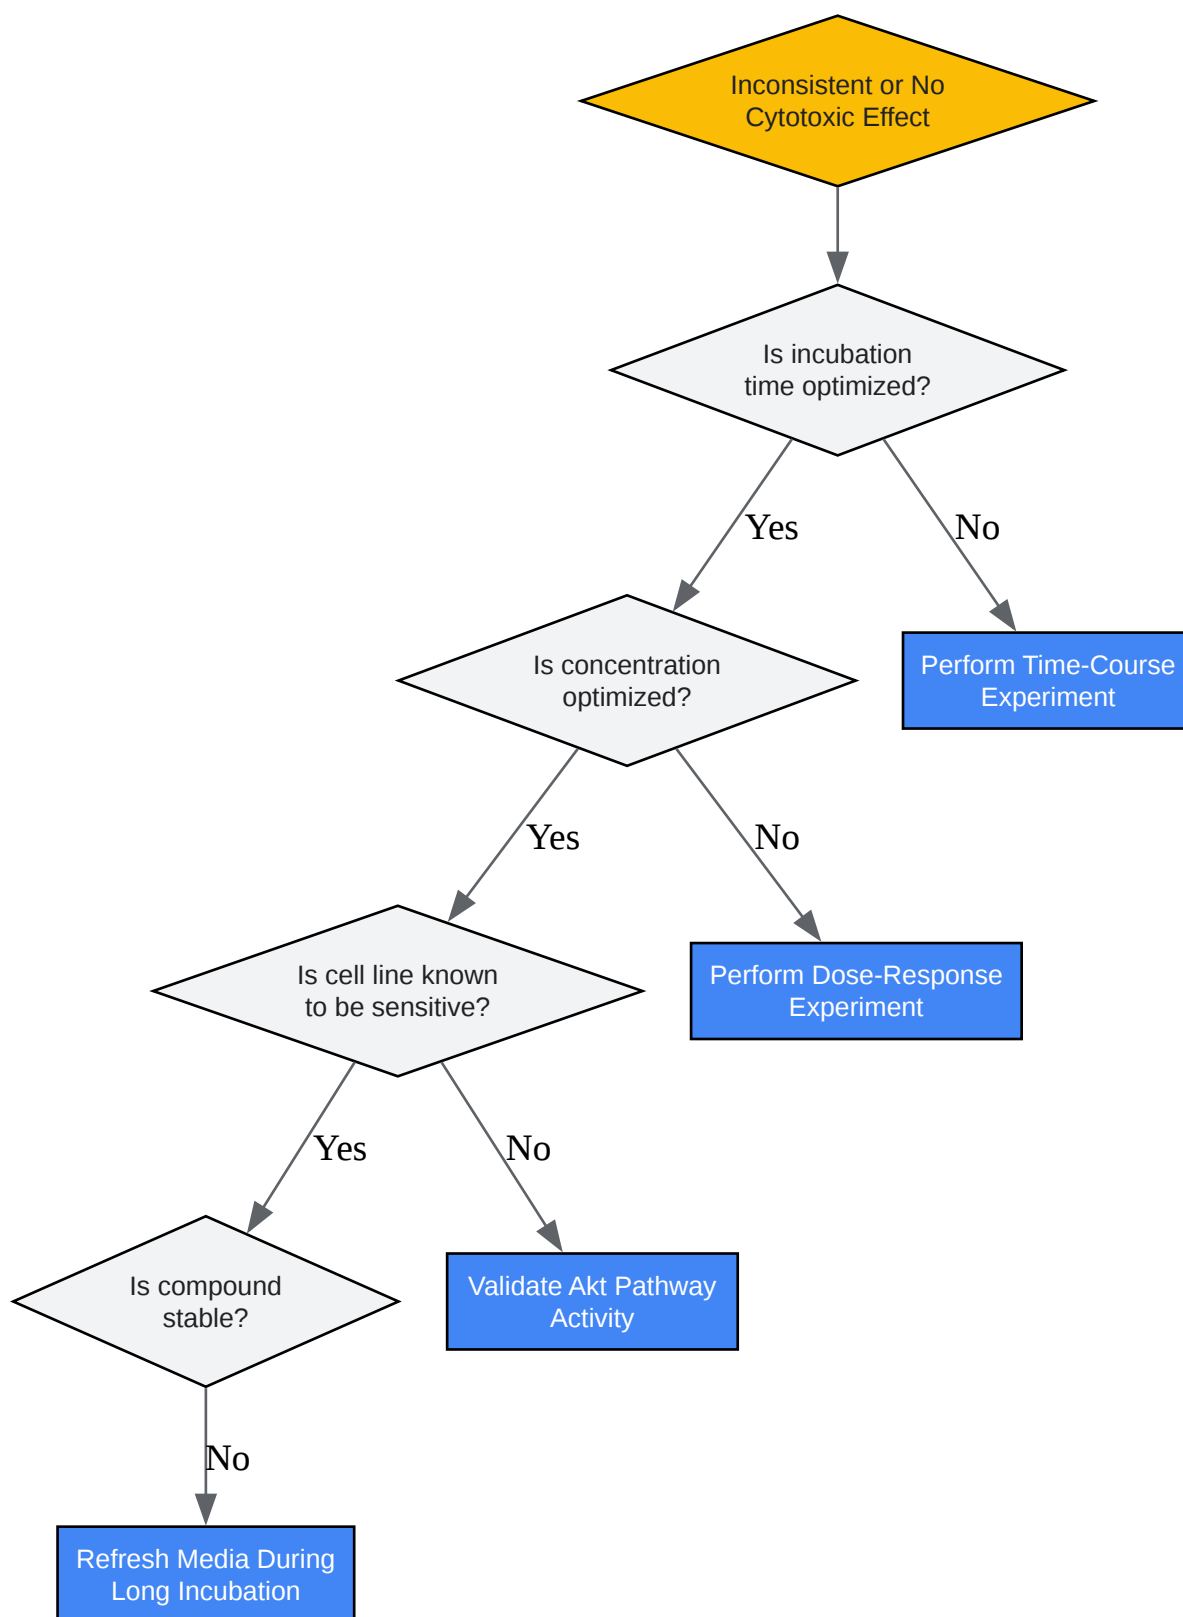 Inconsistent or No
Cytotoxic Effect
Is incubation
time optimized?
Yes
No
Is concentration
optimized?
Perform Time-Course
Experiment
Yes
No
Is cell line known
to be sensitive?
Perform Dose-Response
Experiment
Yes
No
Is compound
stable?
Validate Akt Pathway
Activity
No
Refresh Media During
Long Incubation